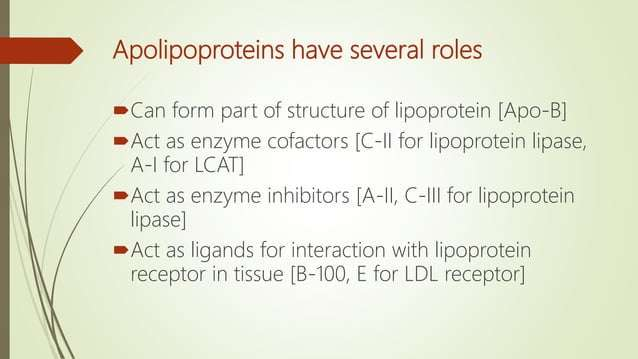 Apolipoproteins have several roles
Can form part of structure of lipoprotein [Apo-B]
Act as enzyme cofactors [C-II for lipoprotein lipase,
A-I for LCAT]
Act as enzyme inhibitors [A-II, C-III for lipoprotein
lipase]
Act as ligands for interaction with lipoprotein
receptor in tissue [B-100, E for LDL receptor]